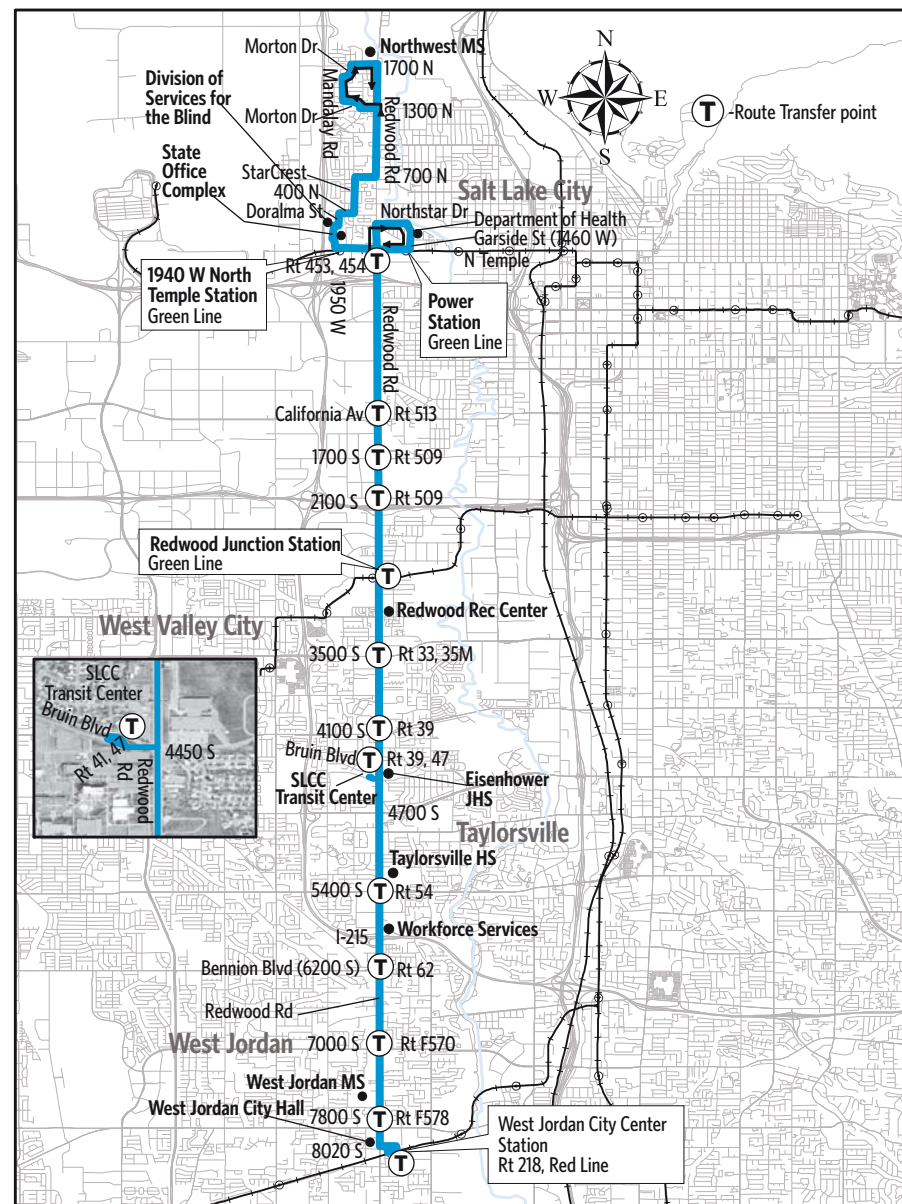 Morton Dr
Northwest MS
1700 N
N
W
E
S
T
-Route Transfer point
Division of
Services for
the Blind
Mandalay Rd
Redwood Rd
Morton Dr
1300 N
State
Office
Complex
StarCrest
400 N
700 N
Salt Lake City
Doralma St
Northstar Dr
Department of Health
Garside St (1460 W)
N Temple
Rt 453, 454
T
1940 W North
Temple Station
Green Line
1950 W
Power
Station
Green Line
Redwood Rd
California Av
T
Rt 513
1700 S
T
Rt 509
2100 S
T
Rt 509
Redwood Junction Station
Green Line
T
Redwood Rec Center
West Valley City
3500 S
T
Rt 33, 35M
SLCC
Transit Center
T
Bruin Blvd
Rt 41, 47
4450 S
Redwood
Rd
4100 S
T
Rt 39
Bruin Blvd
T
Rt 39, 47
SLCC
Transit Center
Eisenhower
JHS
4700 S
Taylorsville
Taylorsville HS
5400 S
T
Rt 54
Workforce Services
I-215
Bennion Blvd (6200 S)
T
Rt 62
Redwood Rd
West Jordan
7000 S
T
Rt F570
West Jordan MS
West Jordan City Hall
7800 S
T
Rt F578
8020 S
T
West Jordan City Center
Station
Rt 218, Red Line